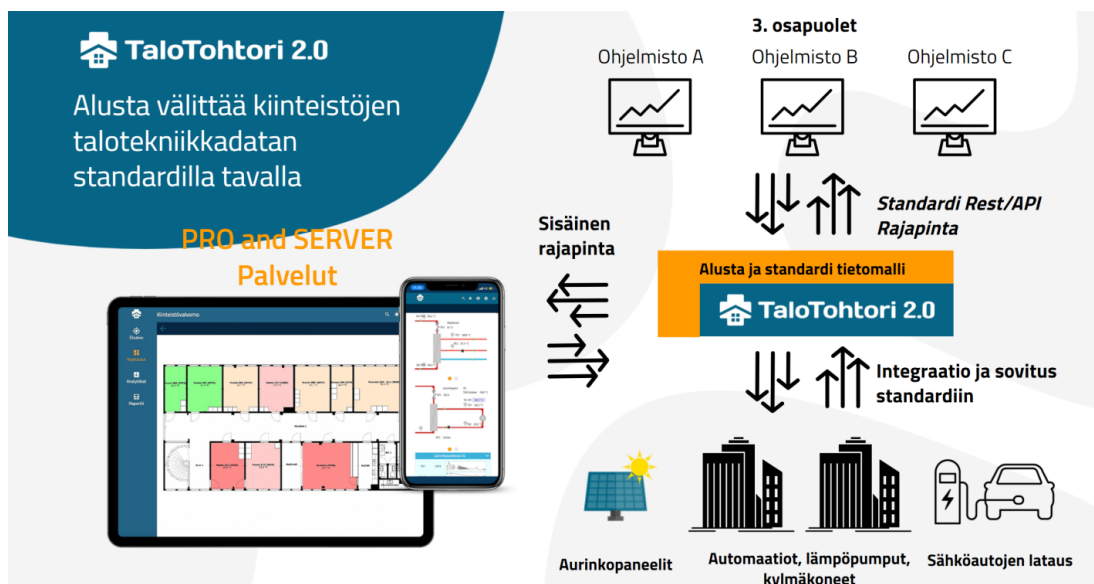 TaloTohtori 2.0
Alusta välittää kiinteistöjen
talotekniikkadatan
standardilla tavalla
PRO and SERVER
Palvelut
Kiinteistövalvomo
Etusivu
Analytiikat
Raportit
3. osapuolet
Ohjelmisto A
Ohjelmisto B
Ohjelmisto C
Standardi Rest/API
Rajapinta
Sisäinen
rajapinta
Alusta ja standardi tietomalli
TaloTohtori 2.0
Integraatio ja sovitus
standardiin
Aurinkopaneelit
Automaatiot, lämpöpumput,
kylmäkoneet
Sähköautojen lataus